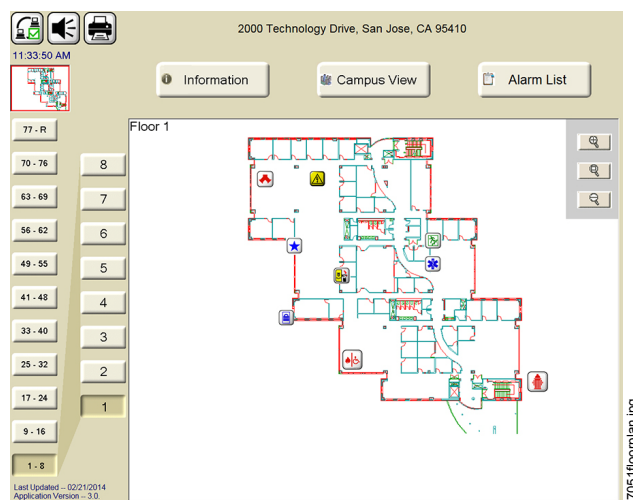 2000 Technology Drive, San Jose, CA 95410
11:33:50 AM
Information
Campus View
Alarm List
Floor 1
77 - R
70 - 76
63 - 69
56 - 62
49 - 55
41 - 48
33 - 40
25 - 32
17 - 24
9 - 16
1 - 8
8
7
6
5
4
3
2
1
Last Updated -- 02/21/2014
Application Version -- 3.0.
7051floorplan.jpg